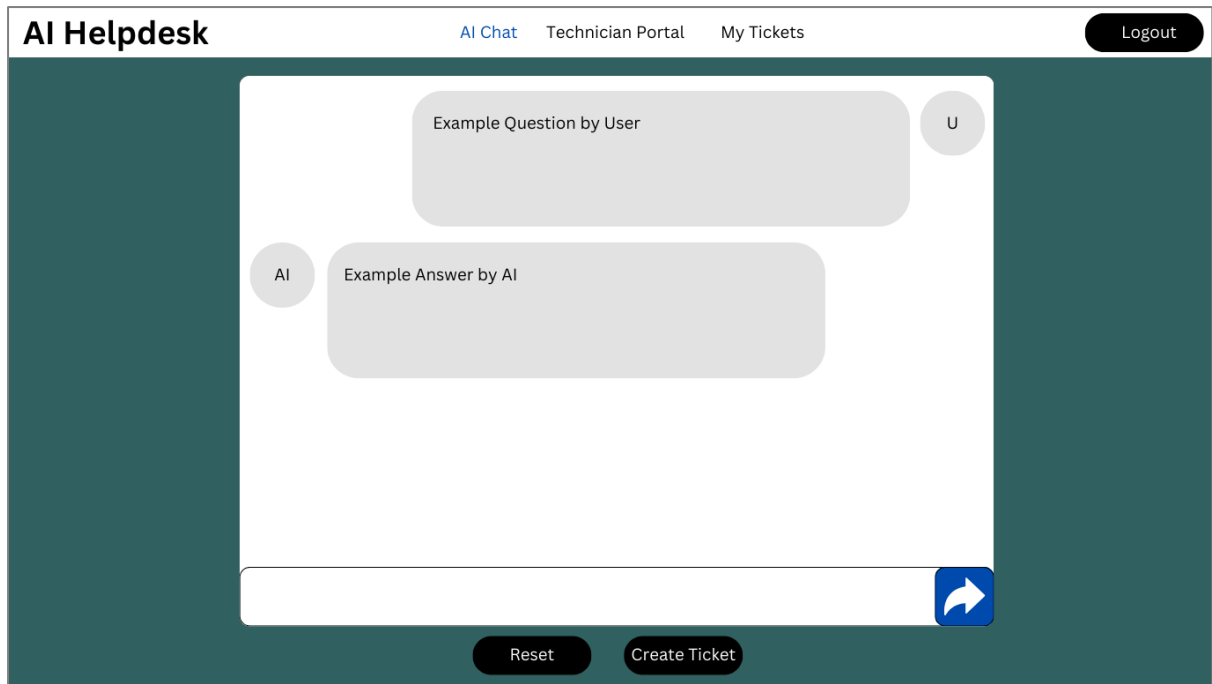 AI Helpdesk
AI Chat Technician Portal My Tickets
Logout
Example Question by User
U
AI
Example Answer by AI
Reset
Create Ticket